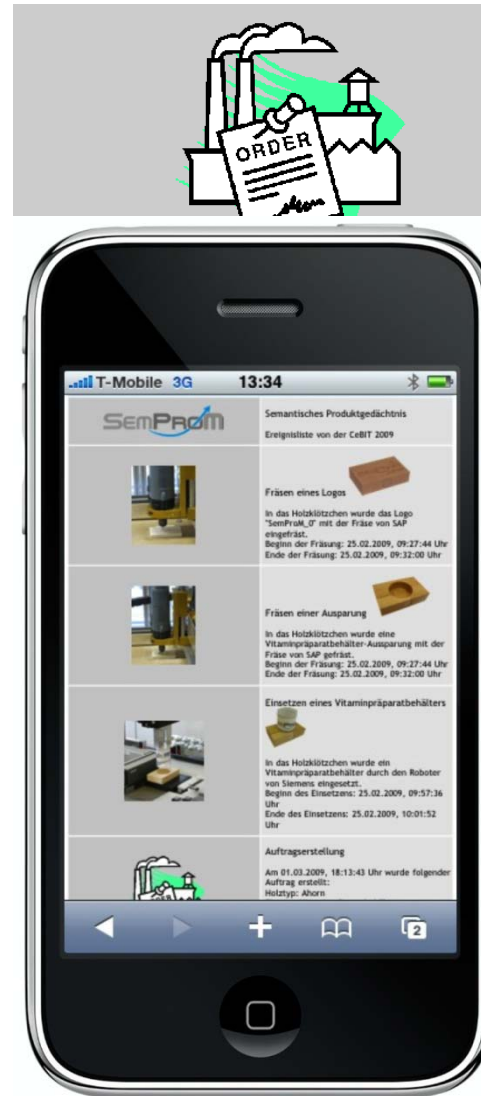 ORDER
T-Mobile 3G 13:34
SemProM
Semantisches Produktgedächtnis
Ereignisliste von der CeBIT 2009
Fräsen eines Logos
In das Holzklötzchen wurde das Logo
"SemProM_0" mit der Fräse von SAP
eingefräst.
Beginn der Fräsung: 25.02.2009, 09:27:44 Uhr
Ende der Fräsung: 25.02.2009, 09:32:00 Uhr
Fräsen einer Ausparung
In das Holzklötzchen wurde eine
Vitaminpräparatbehälter-Aussparung mit der
Fräse von SAP gefräst.
Beginn der Fräsung: 25.02.2009, 09:27:44 Uhr
Ende der Fräsung: 25.02.2009, 09:32:00 Uhr
Einsetzen eines Vitaminpräparatbehälters
In das Holzklötzchen wurde ein
Vitaminpräparatbehälter durch den Roboter
von Siemens eingesetzt.
Beginn des Einsetzens: 25.02.2009, 09:57:36
Uhr
Ende des Einsetzens: 25.02.2009, 10:01:52
Uhr
Auftragserstellung
Am 01.03.2009, 18:13:43 Uhr wurde folgender
Auftrag erstellt:
Holztyp: Ahorn
2